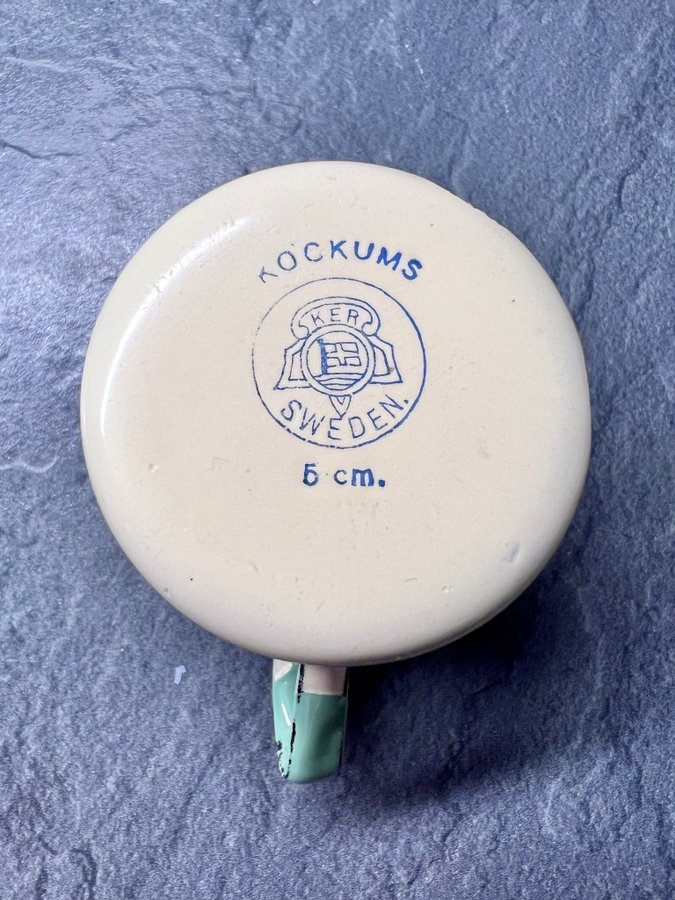 KOCKUMS
KER
SWEDEN.
5 cm.